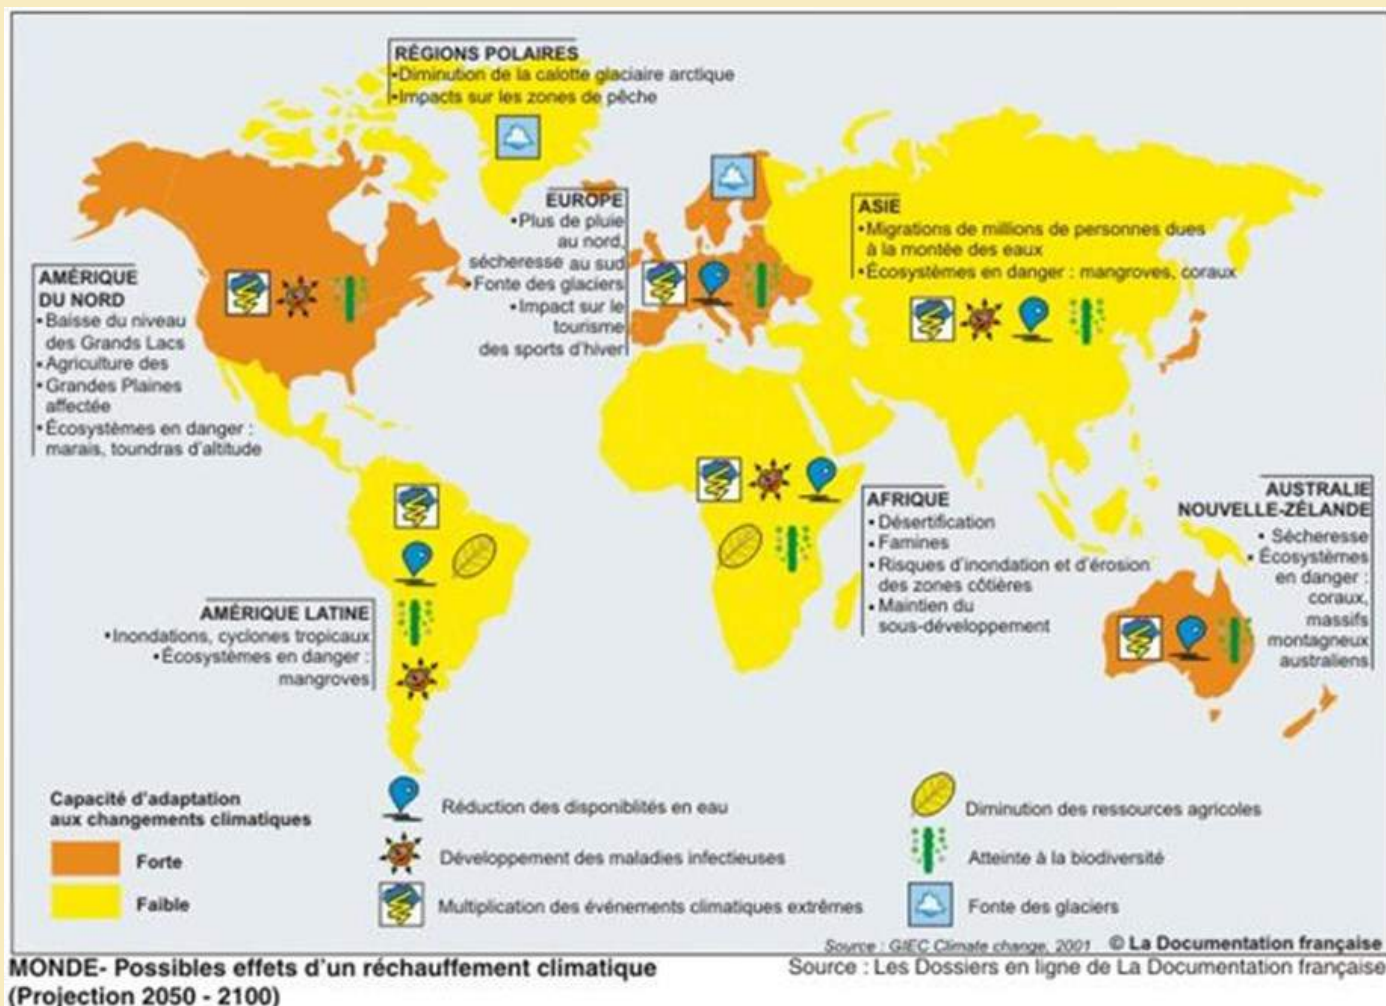 RÉGIONS POLAIRES
•Diminution de la calotte glaciaire arctique
•Impacts sur les zones de pêche
EUROPE
•Plus de pluie
au nord,
sécheresse au sud
•Fonte des glaciers
•Impact sur le
tourisme
des sports d'hiver
ASIE
•Migrations de millions de personnes dues
à la montée des eaux
•Écosystèmes en danger : mangroves, coraux
AMÉRIQUE
DU NORD
•Baisse du niveau
des Grands Lacs
•Agriculture des
•Grandes Plaines
affectée
•Écosystèmes en danger :
marais, toundras d'altitude
AFRIQUE
•Désertification
•Famines
•Risques d'inondation et d'érosion
des zones côtières
•Maintien du
sous-développement
AUSTRALIE
NOUVELLE-ZÉLANDE
• Sécheresse
• Écosystèmes
en danger :
coraux,
massifs
montagneux
australiens
AMÉRIQUE LATINE
•Inondations, cyclones tropicaux
•Écosystèmes en danger :
mangroves
Capacité d'adaptation
aux changements climatiques
Forte
Faible
Réduction des disponiblités en eau
Développement des maladies infectieuses
Multiplication des événements climatiques extrêmes
Diminution des ressources agricoles
Atteinte à la biodiversité
Fonte des glaciers
Source : GIEC Climate change, 2001 © La Documentation française
MONDE- Possibles effets d'un réchauffement climatique
(Projection 2050 - 2100)
Source : Les Dossiers en ligne de La Documentation française